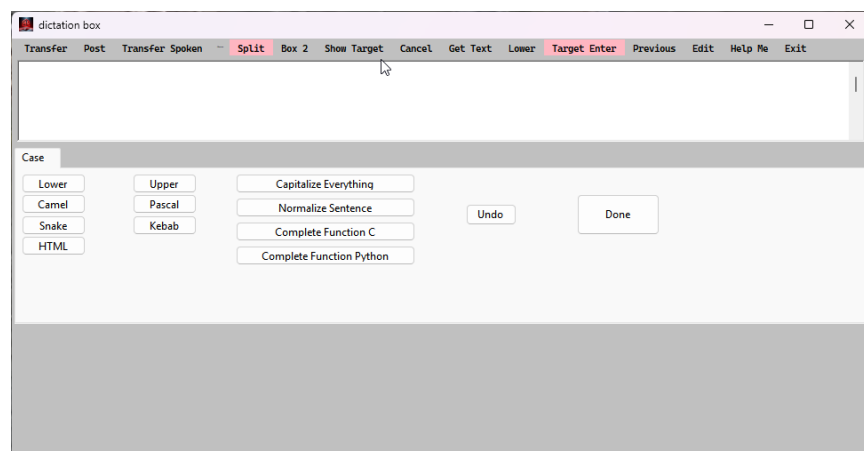 dictation box
Transfer Post Transfer Spoken Split Box 2 Show Target Cancel Get Text Lower Target Enter Previous Edit Help Me Exit
Case
Lower Upper Capitalize Everything
Camel Pascal Normalize Sentence Undo Done
Snake Kebab Complete Function C
HTML Complete Function Python